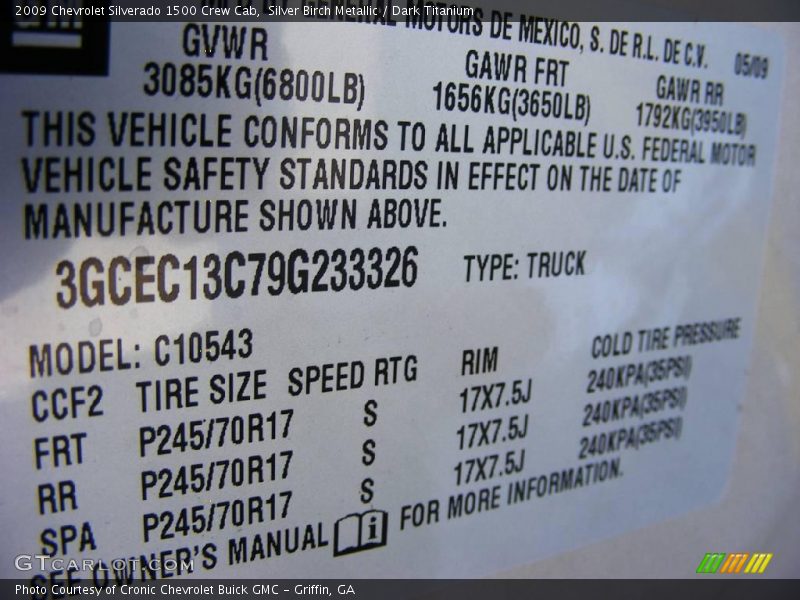 2009 Chevrolet Silverado 1500 Crew Cab,  Silver Birch Metallic / Dark Titanium
GENERAL MOTORS DE MEXICO, S. DE R.L. DE C.V. 05/09
GVWR GAWR FRT GAWR RR
3085KG(6800LB) 1656KG(3650LB) 1792KG(3950LB)
THIS VEHICLE CONFORMS TO ALL APPLICABLE U.S. FEDERAL MOTOR
VEHICLE SAFETY STANDARDS IN EFFECT ON THE DATE OF
MANUFACTURE SHOWN ABOVE.
3GCEC13C79G233326 TYPE: TRUCK
MODEL: C10543
CCF2 TIRE SIZE SPEED RTG RIM COLD TIRE PRESSURE
FRT P245/70R17 S 17X7.5J 240KPA(35PSI)
RR P245/70R17 S 17X7.5J 240KPA(35PSI)
SPA P245/70R17 S 17X7.5J 240KPA(35PSI)
SEE OWNER'S MANUAL i FOR MORE INFORMATION.
GTcarlot.com
Photo Courtesy of Cronic Chevrolet Buick GMC – Griffin, GA